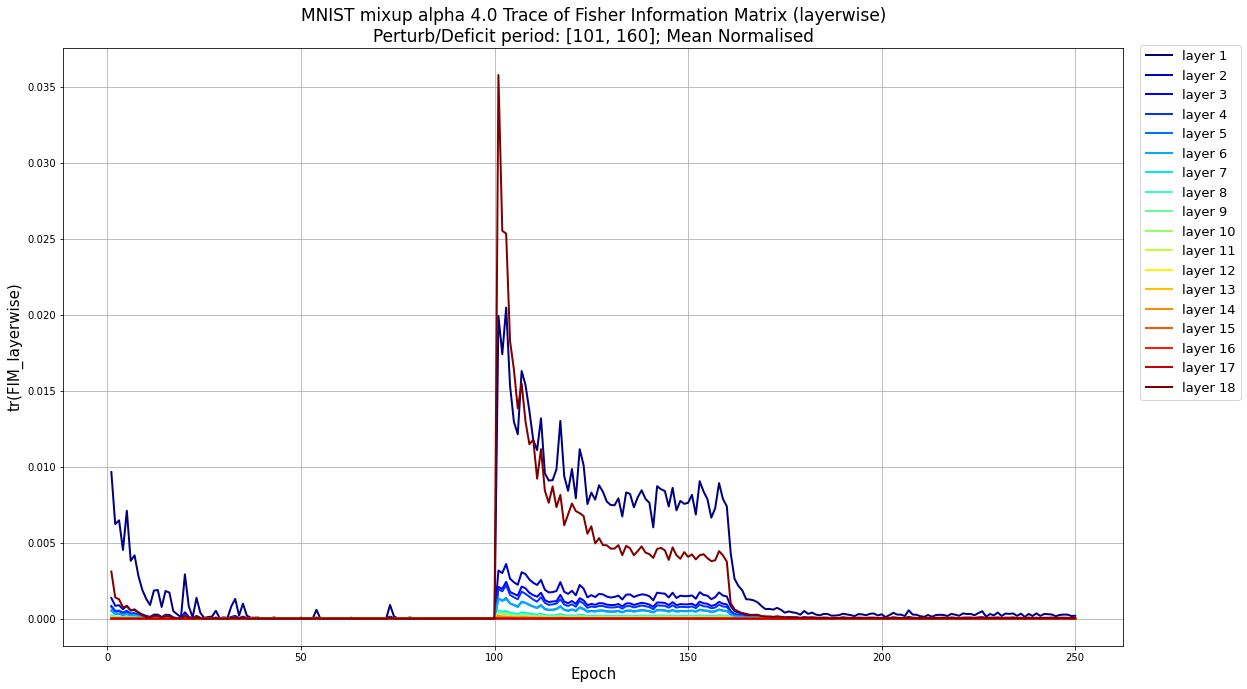 MNIST mixup alpha 4.0 Trace of Fisher Information Matrix (layerwise)
Perturb/Deficit period: [101, 160]; Mean Normalised
tr(FIM_layerwise)
0.035
0.030
0.025
0.020
0.015
0.010
0.005
0.000
0
50
100
150
200
250
Epoch
layer 1
layer 2
layer 3
layer 4
layer 5
layer 6
layer 7
layer 8
layer 9
layer 10
layer 11
layer 12
layer 13
layer 14
layer 15
layer 16
layer 17
layer 18